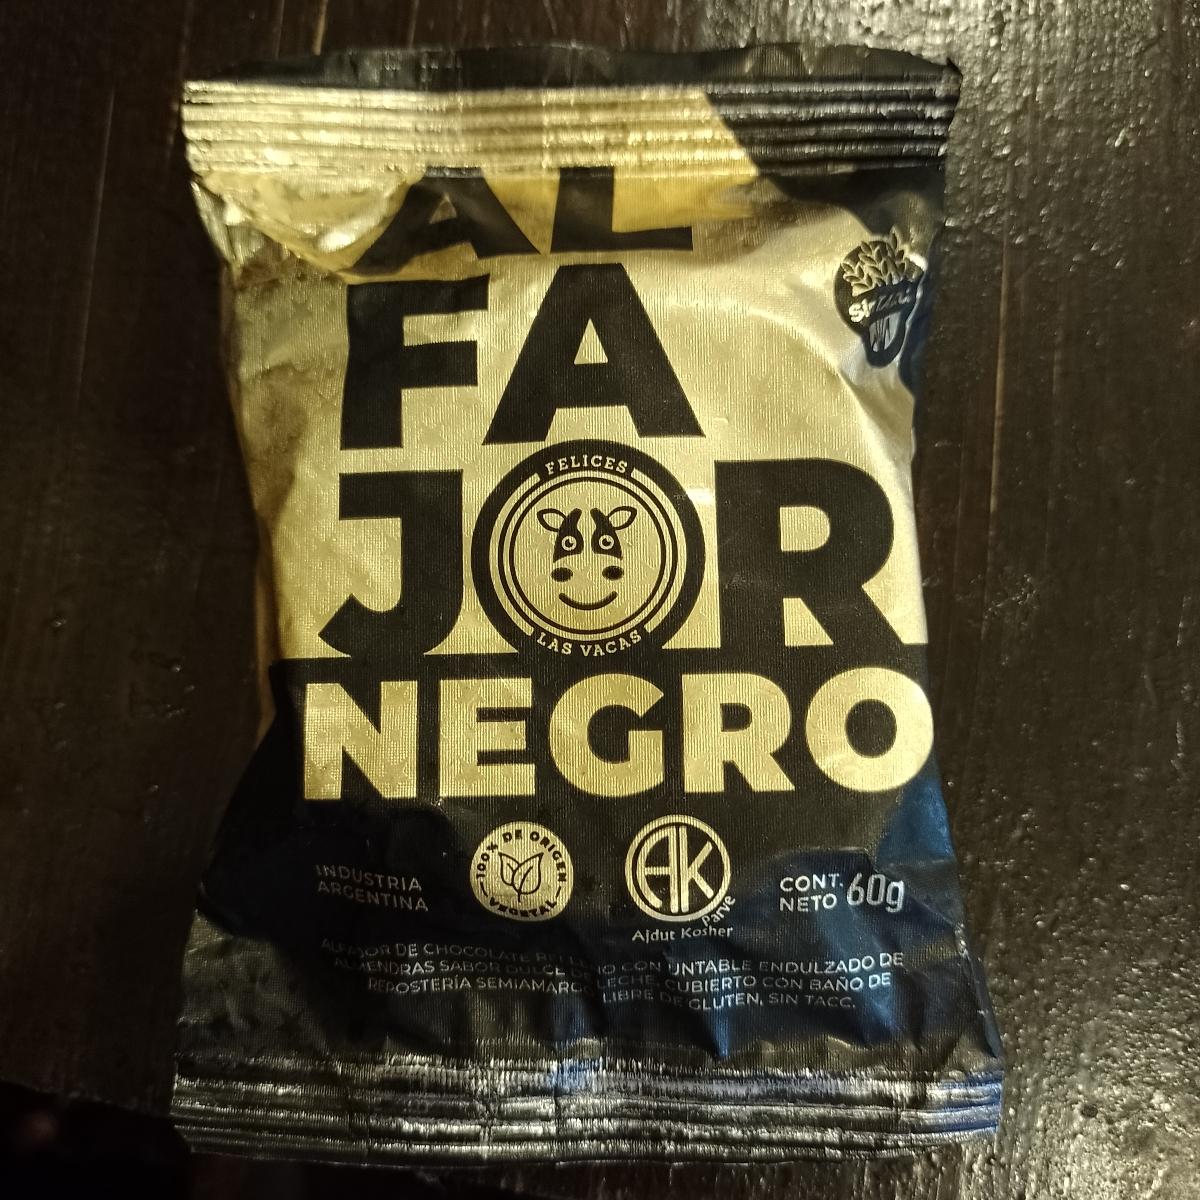 AL
FA
JOR
FELICES
LAS VACAS
NEGRO
INDUSTRIA
ARGENTINA
100% DE ORIGEN
VEGETAL
AK
Parve
Ajdut Kosher
CONT.
NETO 60g
ALFAJOR DE CHOCOLATE RELLENO CON UNTABLE ENDULZADO DE
ALMENDRAS SABOR DULCE DE LECHE, CUBIERTO CON BAÑO DE
REPOSTERÍA SEMIAMARGO LIBRE DE GLUTEN, SIN TACC.